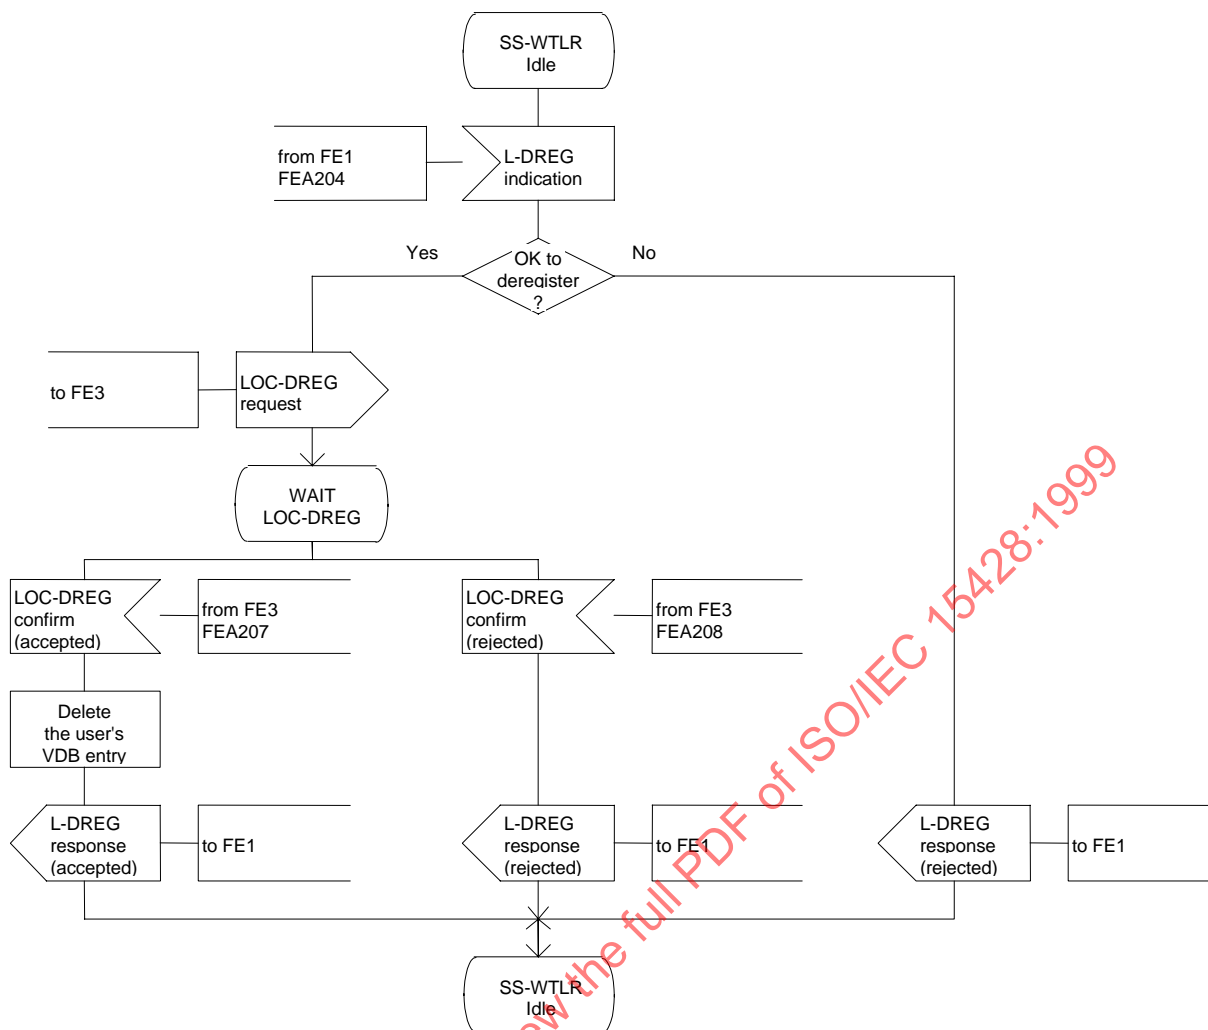 SS-WTLR
Idle
from FE1
FEA204
L-DREG
indication
Yes
OK to
deregister
?
No
to FE3
LOC-DREG
request
WAIT
LOC-DREG
LOC-DREG
confirm
(accepted)
from FE3
FEA207
LOC-DREG
confirm
(rejected)
from FE3
FEA208
Delete
the user's
VDB entry
L-DREG
response
(accepted)
to FE1
L-DREG
response
(rejected)
to FE1
L-DREG
response
(rejected)
to FE1
SS-WTLR
Idle
ew the full PDF of ISO/IEC 15428:1999